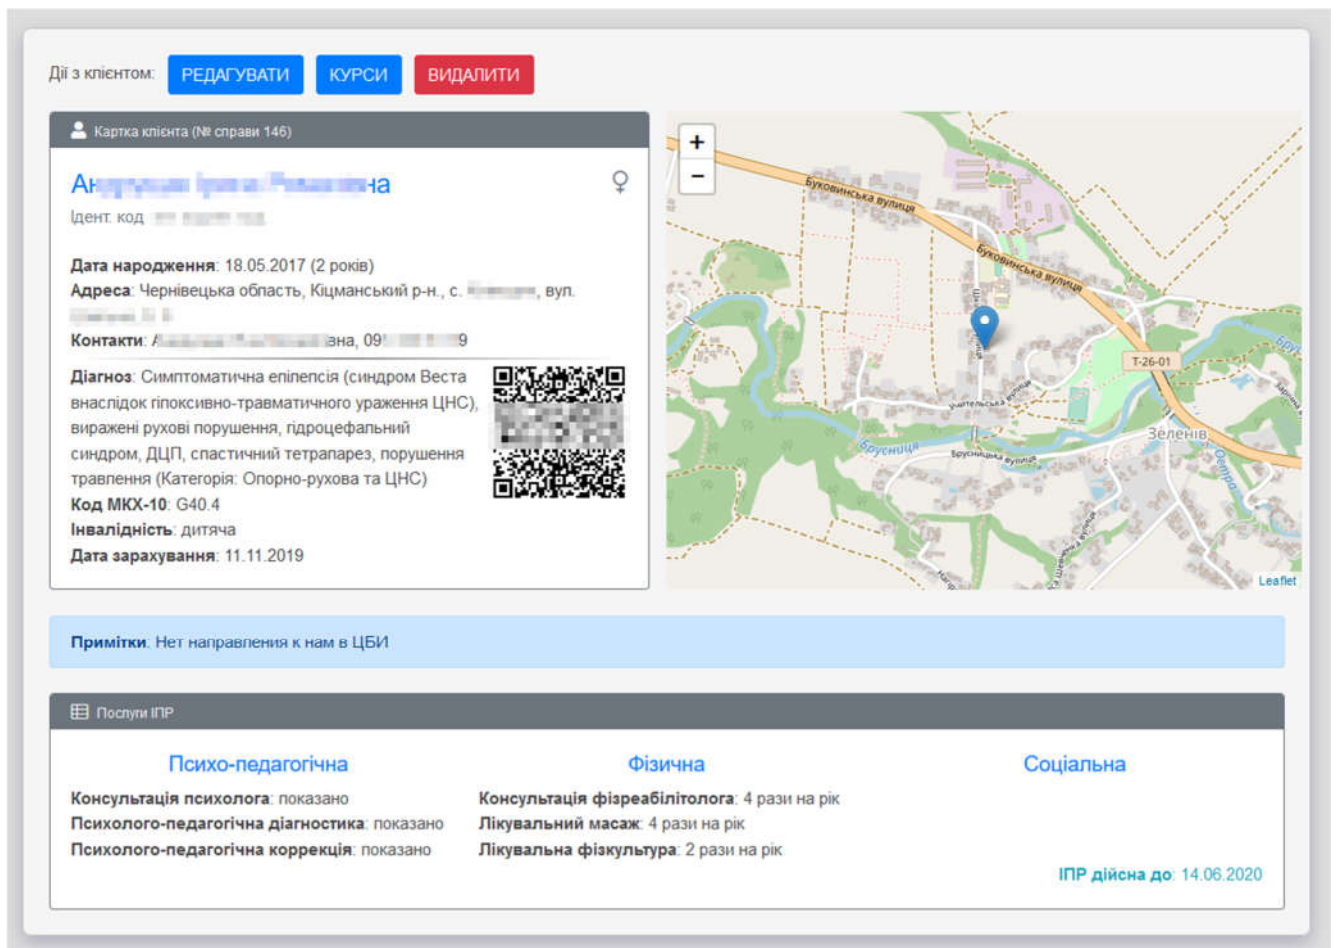 Дії з клієнтом: РЕДАГУВАТИ КУРСИ ВИДАЛИТИ
Картка клієнта (№ справи 146)
Ідент. код
Дата народження: 18.05.2017 (2 років)
Адреса: Чернівецька область, Кіцманський р-н., с. , вул.
Контакти:
Діагноз: Симптоматична епілепсія (синдром Веста
внаслідок гіпоксивно-травматичного ураження ЦНС),
виражені рухові порушення, гідроцефальний
синдром, ДЦП, спастичний тетрапарез, порушення
травлення (Категорія: Опорно-рухова та ЦНС)
Код МКХ-10: G40.4
Інвалідність: дитяча
Дата зарахування: 11.11.2019
+
−
Буковинська вулиця
Буковинська вулиця
Т-26-01
Учительська вулиця
Зеленів
Брусниця
Брусницька вулиця
Leaflet
Примітки: Нет направления к нам в ЦБИ
Послуги ІПР
Психо-педагогічна
Консультація психолога: показано
Психолого-педагогічна діагностика: показано
Психолого-педагогічна коррекція: показано
Фізична
Консультація фізреабілітолога: 4 рази на рік
Лікувальний масаж: 4 рази на рік
Лікувальна фізкультура: 2 рази на рік
Соціальна
ІПР дійсна до: 14.06.2020